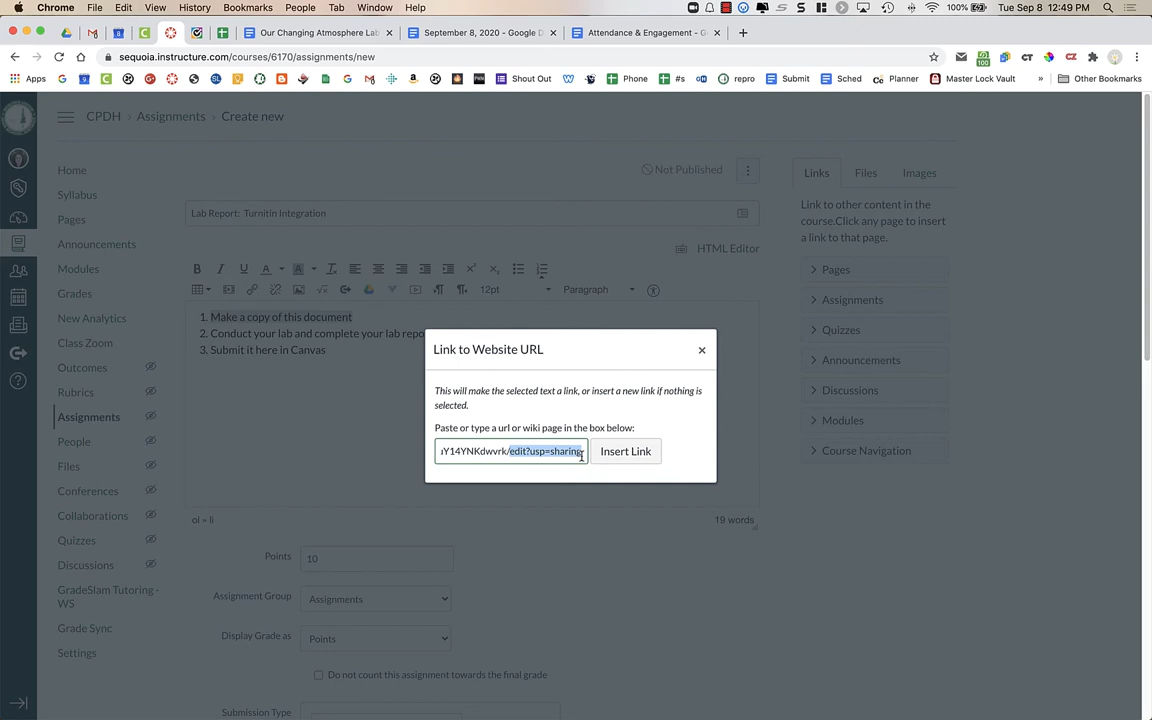 Chrome File Edit View History Bookmarks People Tab Window Help 100% Tue Sep 8 12:49 PM
Our Changing Atmosphere Lab × September 8, 2020 - Google D × Attendance & Engagement - G × +
sequoia.instructure.com/courses/6170/assignments/new
Apps Shout Out Phone #s repro Submit Sched Planner Master Lock Vault » Other Bookmarks
CPDH > Assignments > Create new
Home
Syllabus
Pages
Announcements
Modules
Grades
New Analytics
Class Zoom
Outcomes
Rubrics
Assignments
People
Files
Conferences
Collaborations
Quizzes
Discussions
GradeSlam Tutoring -
WS
Grade Sync
Settings
Not Published
Lab Report: Turnitin Integration
HTML Editor
12pt Paragraph
1. Make a copy of this document
2. Conduct your lab and complete your lab repo
3. Submit it here in Canvas
ol » li 19 words
Points 10
Assignment Group Assignments
Display Grade as Points
Do not count this assignment towards the final grade
Submission Type
Link to Website URL ×
This will make the selected text a link, or insert a new link if nothing is
selected.
Paste or type a url or wiki page in the box below:
Y14YNKdwvrk/edit?usp=sharing Insert Link
Links Files Images
Link to other content in the
course.Click any page to insert
a link to that page.
Pages
Assignments
Quizzes
Announcements
Discussions
Modules
Course Navigation